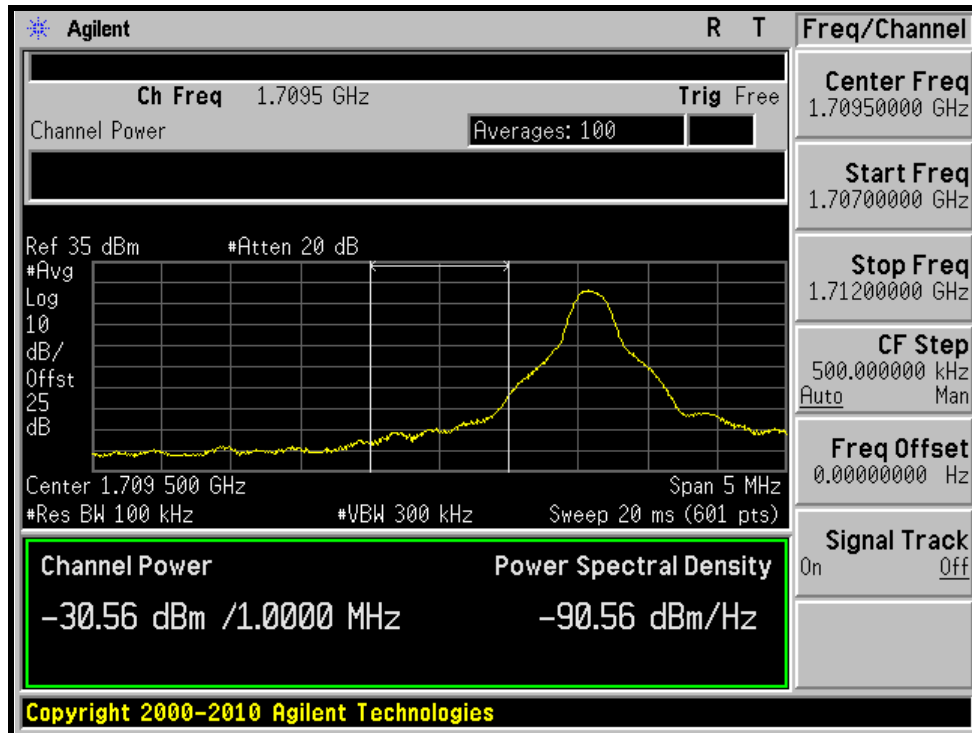 Agilent R T
Ch Freq 1.7095 GHz Trig Free
Channel Power Averages: 100
Ref 35 dBm #Atten 20 dB
#Avg
Log
10
dB/
Offst
25
dB
Center 1.709 500 GHz Span 5 MHz
#Res BW 100 kHz #VBW 300 kHz Sweep 20 ms (601 pts)
Channel Power Power Spectral Density
-30.56 dBm /1.0000 MHz -90.56 dBm/Hz
Copyright 2000-2010 Agilent Technologies
Freq/Channel
Center Freq
1.70950000 GHz
Start Freq
1.70700000 GHz
Stop Freq
1.71200000 GHz
CF Step
500.000000 kHz
Auto Man
Freq Offset
0.00000000 Hz
Signal Track
On Off